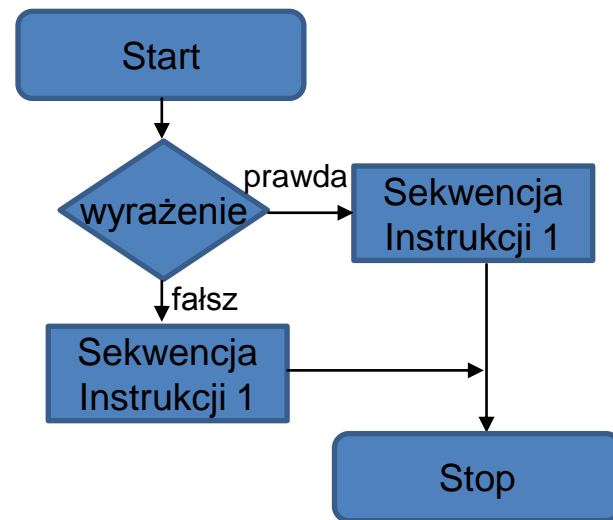 Start
prawda
wyrażenie
Sekwencja
Instrukcji 1
fałsz
Sekwencja
Instrukcji 1
Stop